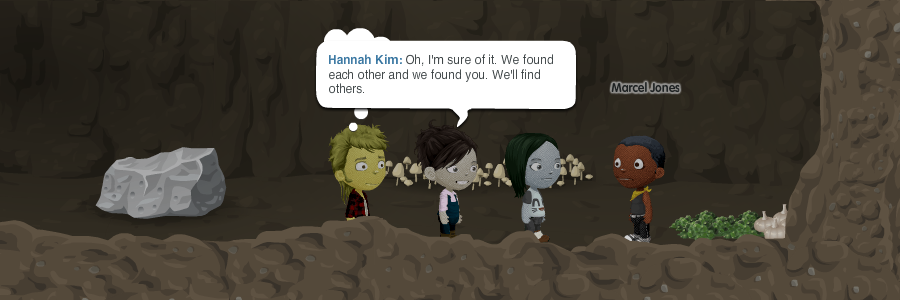 Hannah Kim: Oh, I'm sure of it. We found
each other and we found you. We'll find
others.
Marcel Jones